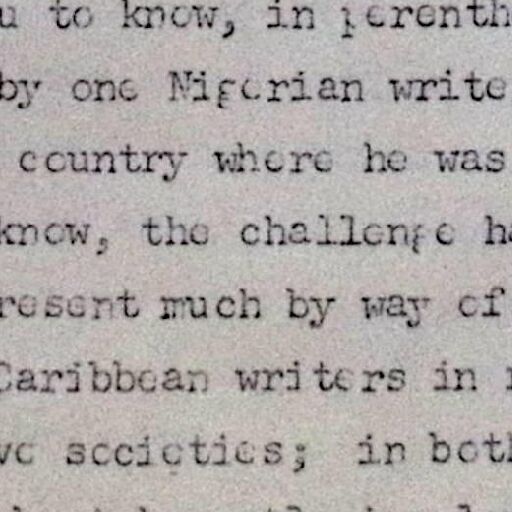 u to know, in parenth
by one Nigerian write
country where he was
know, the challenge h
resent much by way of
Caribbean writers in
ve societies; in both